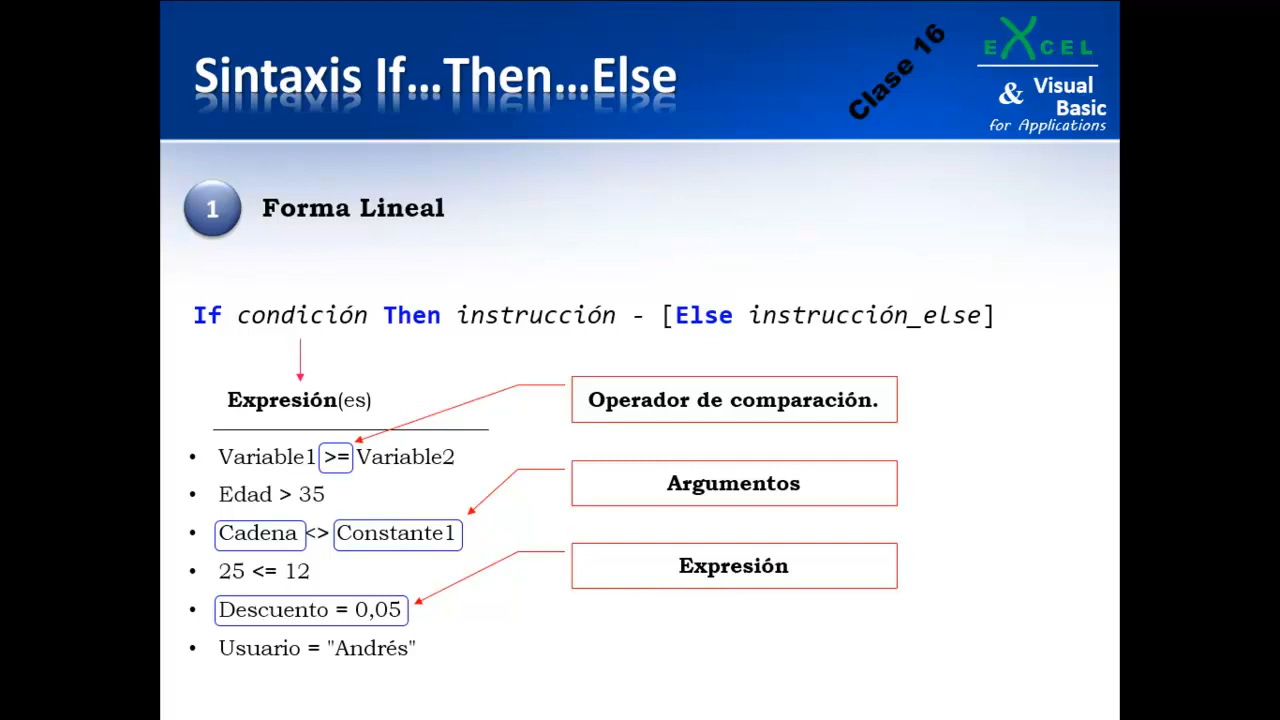 Sintaxis If...Then...Else
Clase 16
EXCEL
& Visual
Basic
for Applications
1 Forma Lineal
If condición Then instrucción - [Else instrucción_else]
Expresión(es)
Operador de comparación.
• Variable1 >= Variable2
• Edad > 35
Argumentos
• Cadena <> Constante1
• 25 <= 12
Expresión
• Descuento = 0,05
• Usuario = "Andrés"